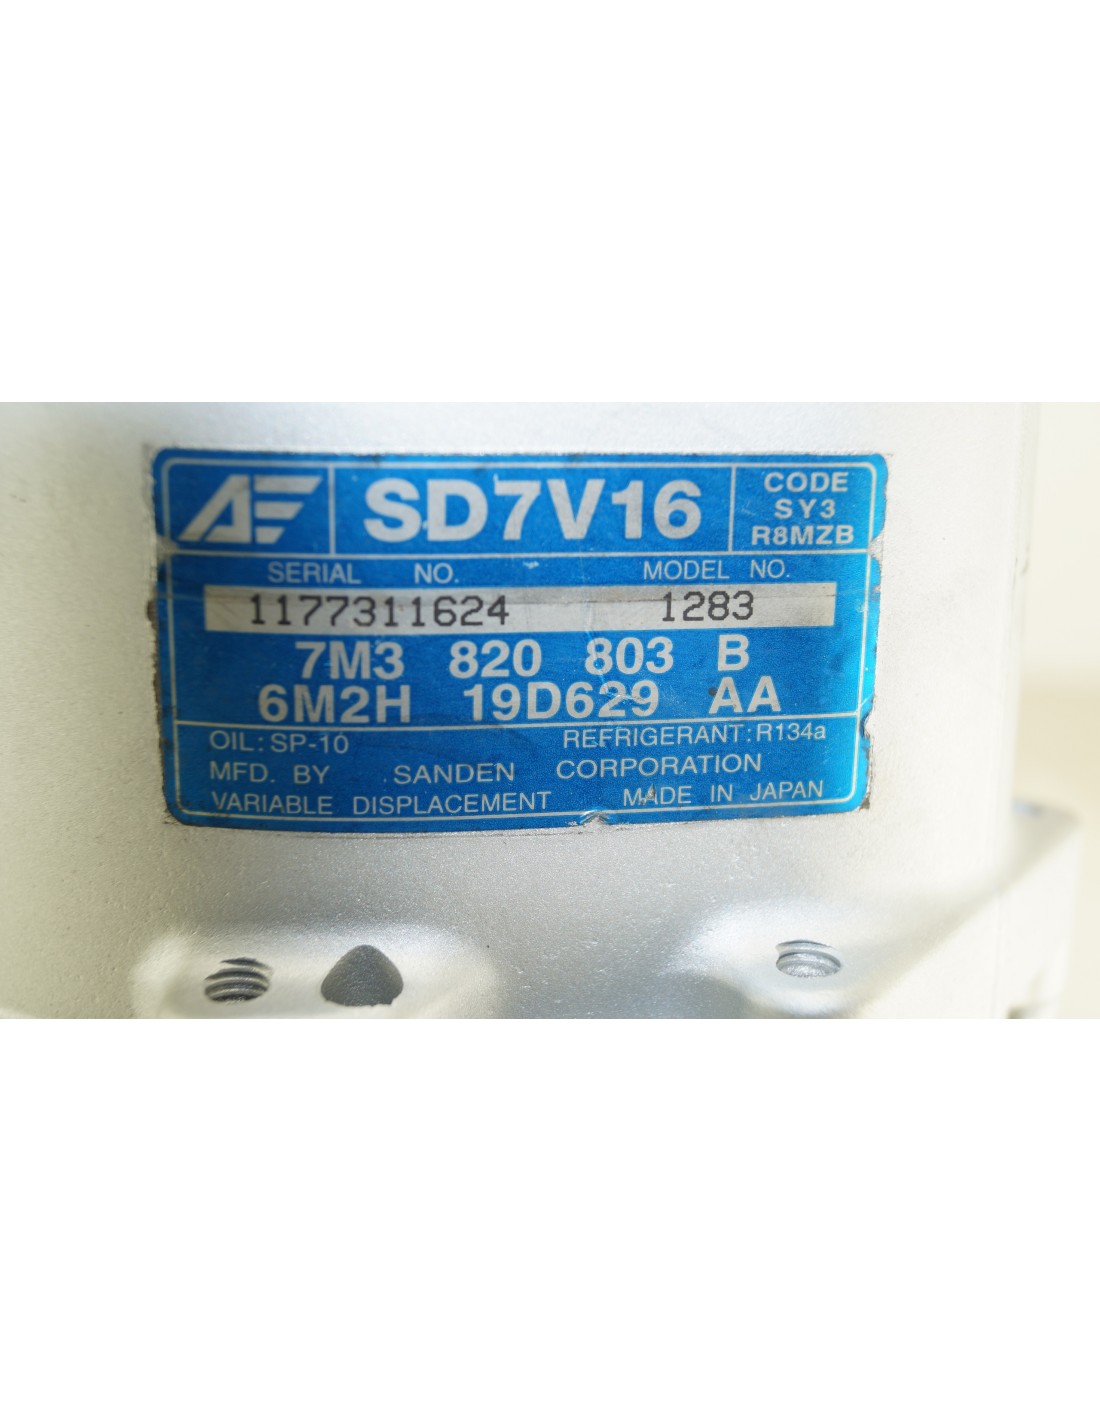 AE SD7V16 CODE
SY3
R8MZB
SERIAL NO. MODEL NO.
1177311624 1283
7M3 820 803 B
6M2H 19D629 AA
OIL: SP-10 REFRIGERANT: R134a
MFD. BY SANDEN CORPORATION
VARIABLE DISPLACEMENT MADE IN JAPAN